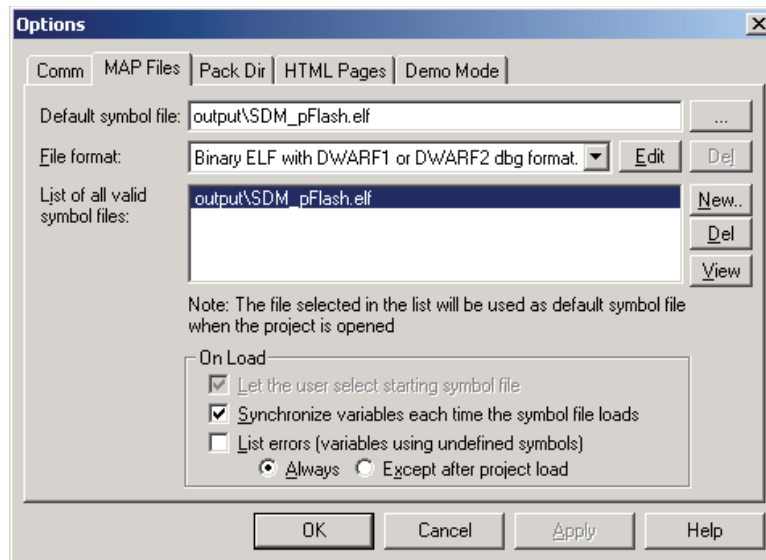 Options
Comm MAP Files Pack Dir HTML Pages Demo Mode
Default symbol file: output\SDM_pFlash.elf ...
File format: Binary ELF with DWARF1 or DWARF2 dbg format. Edit Del
List of all valid symbol files: output\SDM_pFlash.elf New..
Del
View
Note: The file selected in the list will be used as default symbol file
when the project is opened
On Load
Let the user select starting symbol file
Synchronize variables each time the symbol file loads
List errors (variables using undefined symbols)
Always Except after project load
OK Cancel Apply Help